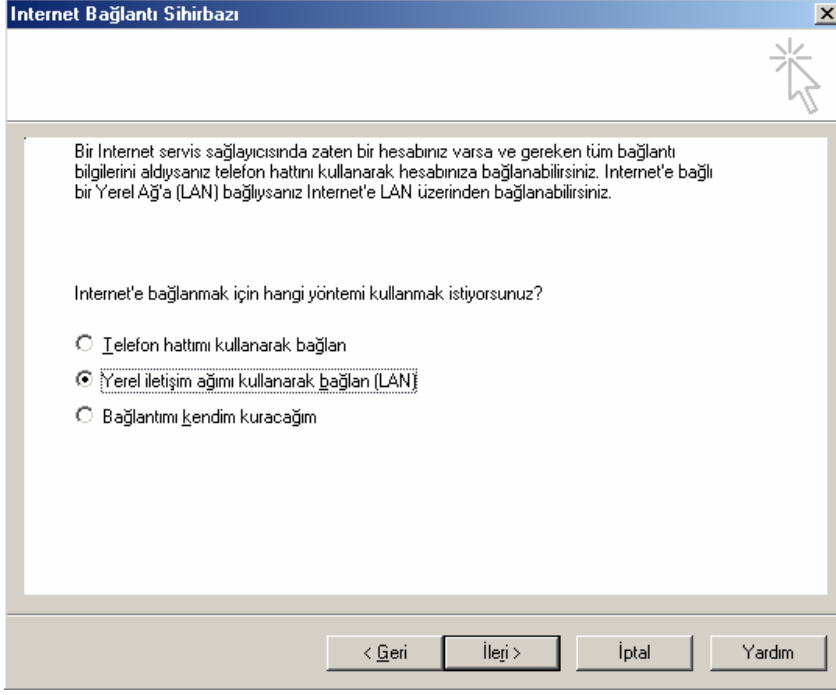 Internet Bağlantı Sihirbazı
Bir Internet servis sağlayıcısında zaten bir hesabınız varsa ve gereken tüm bağlantı
bilgilerini aldıysanız telefon hattını kullanarak hesabınıza bağlanabilirsiniz. Internet'e bağlı
bir Yerel Ağ'a (LAN) bağlıysanız Internet'e LAN üzerinden bağlanabilirsiniz.
Internet'e bağlanmak için hangi yöntemi kullanmak istiyorsunuz?
Telefon hattımı kullanarak bağlan
Yerel iletişim ağımı kullanarak bağlan (LAN)
Bağlantımı kendim kuracağım
< Geri İleri > İptal Yardım